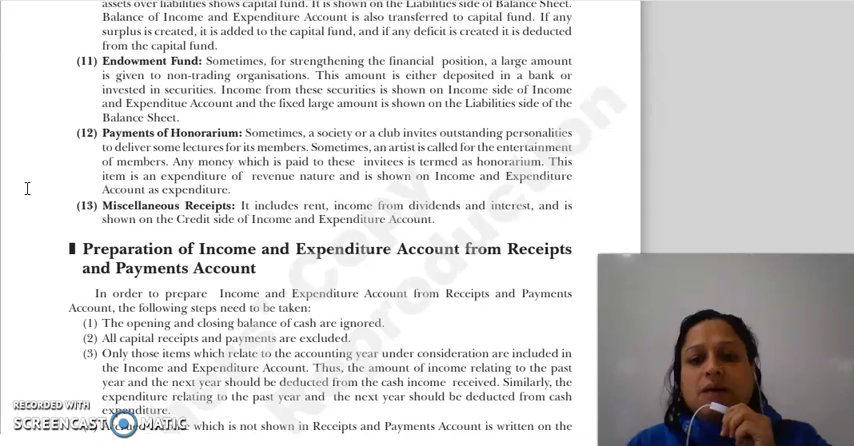 assets over liabilities shows capital fund. It is shown on the Liabilities side of Balance Sheet.
Balance of Income and Expenditure Account is also transferred to capital fund. If any
surplus is created, it is added to the capital fund, and if any deficit is created it is deducted
from the capital fund.
(11) Endowment Fund: Sometimes, for strengthening the financial position, a large amount
is given to non-trading organisations. This amount is either deposited in a bank or
invested in securities. Income from these securities is shown on Income side of Income
and Expenditue Account and the fixed large amount is shown on the Liabilities side of the
Balance Sheet.
(12) Payments of Honorarium: Sometimes, a society or a club invites outstanding personalities
to deliver some lectures for its members. Sometimes, an artist is called for the entertainment
of members. Any money which is paid to these invitees is termed as honorarium. This
item is an expenditure of revenue nature and is shown on Income and Expenditure
Account as expenditure.
(13) Miscellaneous Receipts: It includes rent, income from dividends and interest, and is
shown on the Credit side of Income and Expenditure Account.
Preparation of Income and Expenditure Account from Receipts
and Payments Account
In order to prepare Income and Expenditure Account from Receipts and Payments
Account, the following steps need to be taken:
(1) The opening and closing balance of cash are ignored.
(2) All capital receipts and payments are excluded.
(3) Only those items which relate to the accounting year under consideration are included in
the Income and Expenditure Account. Thus, the amount of income relating to the past
year and the next year should be deducted from the cash income received. Similarly, the
expenditure relating to the past year and the next year should be deducted from cash
expenditure.
which is not shown in Receipts and Payments Account is written on the
RECORDED WITH
SCREENCAST MATIC